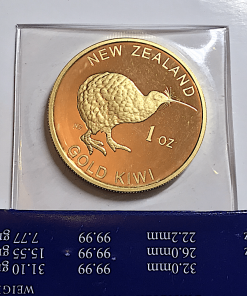 NEW ZEALAND
1 OZ
GOLD KIWI
WEIG
31.10 g
99.99
32.0mm
15.55 g
99.99
26.0mm
7.77 g
99.99
22.2mm